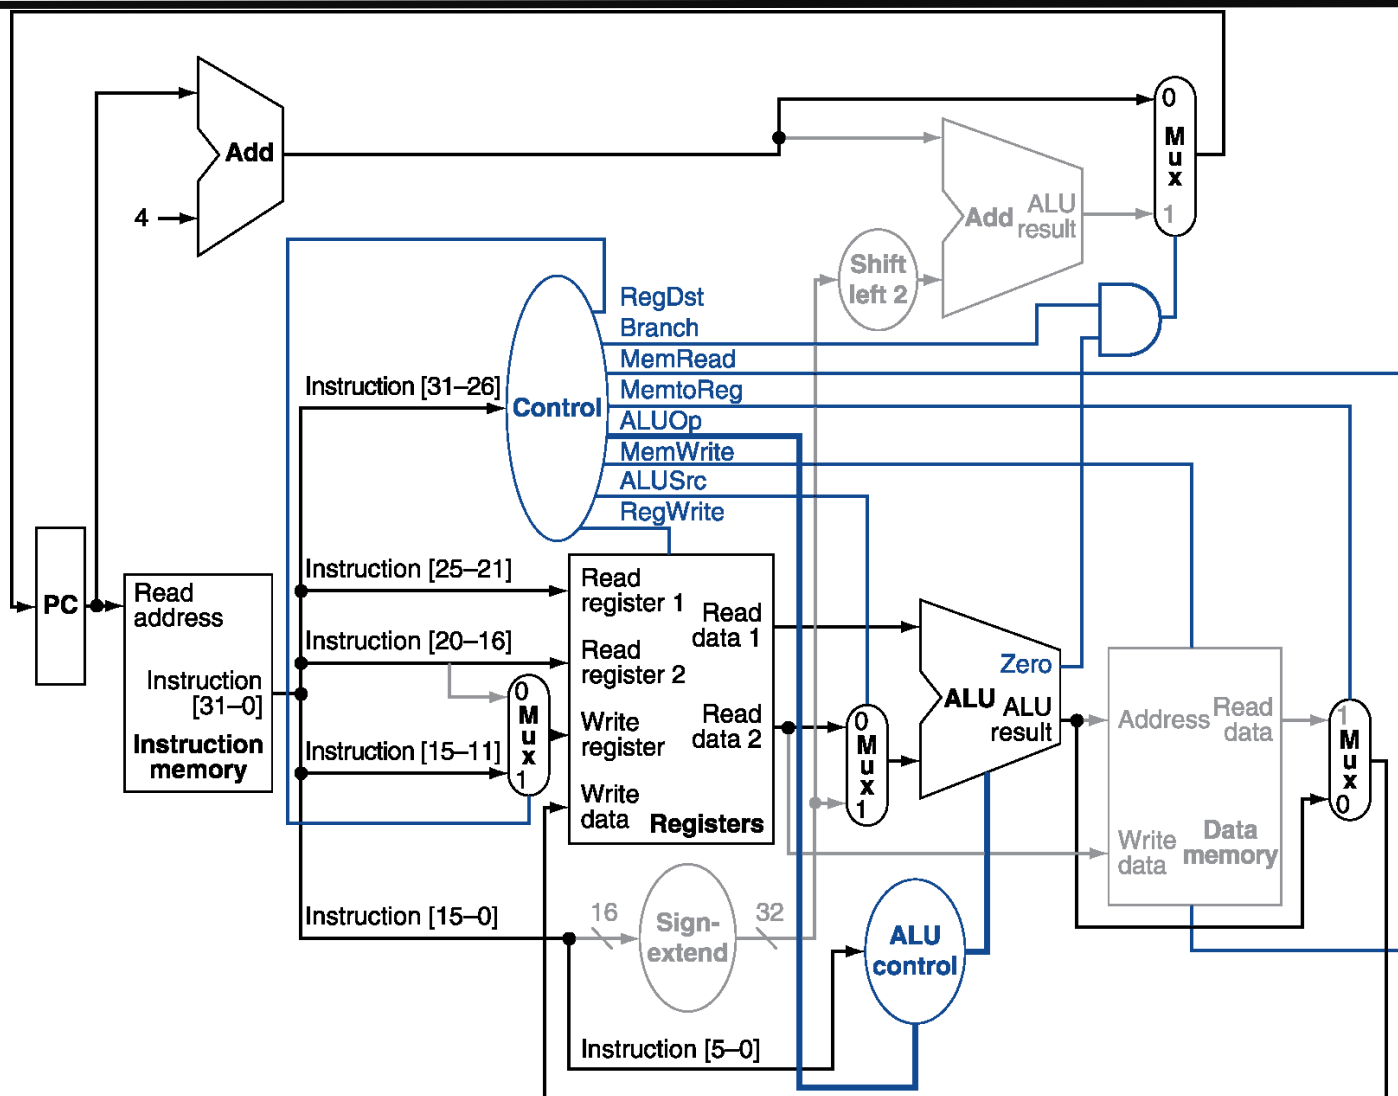 0
M
u
x
1
Add
4
Add
ALU
result
Shift
left 2
RegDst
Branch
MemRead
MemtoReg
ALUOp
MemWrite
ALUSrc
RegWrite
Instruction [31–26]
Control
PC
Read
address
Instruction
[31–0]
Instruction
memory
Instruction [25–21]
Instruction [20–16]
Instruction [15–11]
0
M
u
x
1
Read
register 1
Read
register 2
Write
register
Write
data
Read
data 1
Read
data 2
Registers
0
M
u
x
1
Zero
ALU
ALU
result
Address
Read
data
Write
data
Data
memory
1
M
u
x
0
Instruction [15–0]
16
Sign-
extend
32
ALU
control
Instruction [5–0]